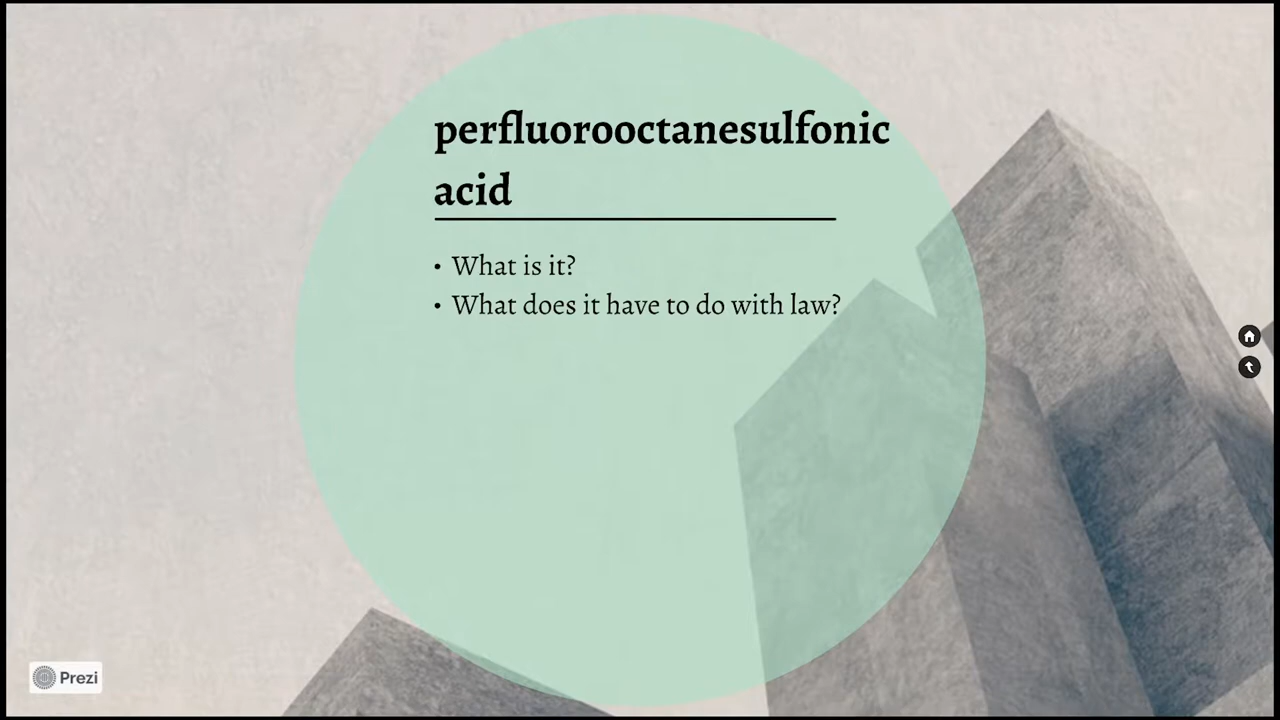 perfluorooctanesulfonic
acid
• What is it?
• What does it have to do with law?
Prezi